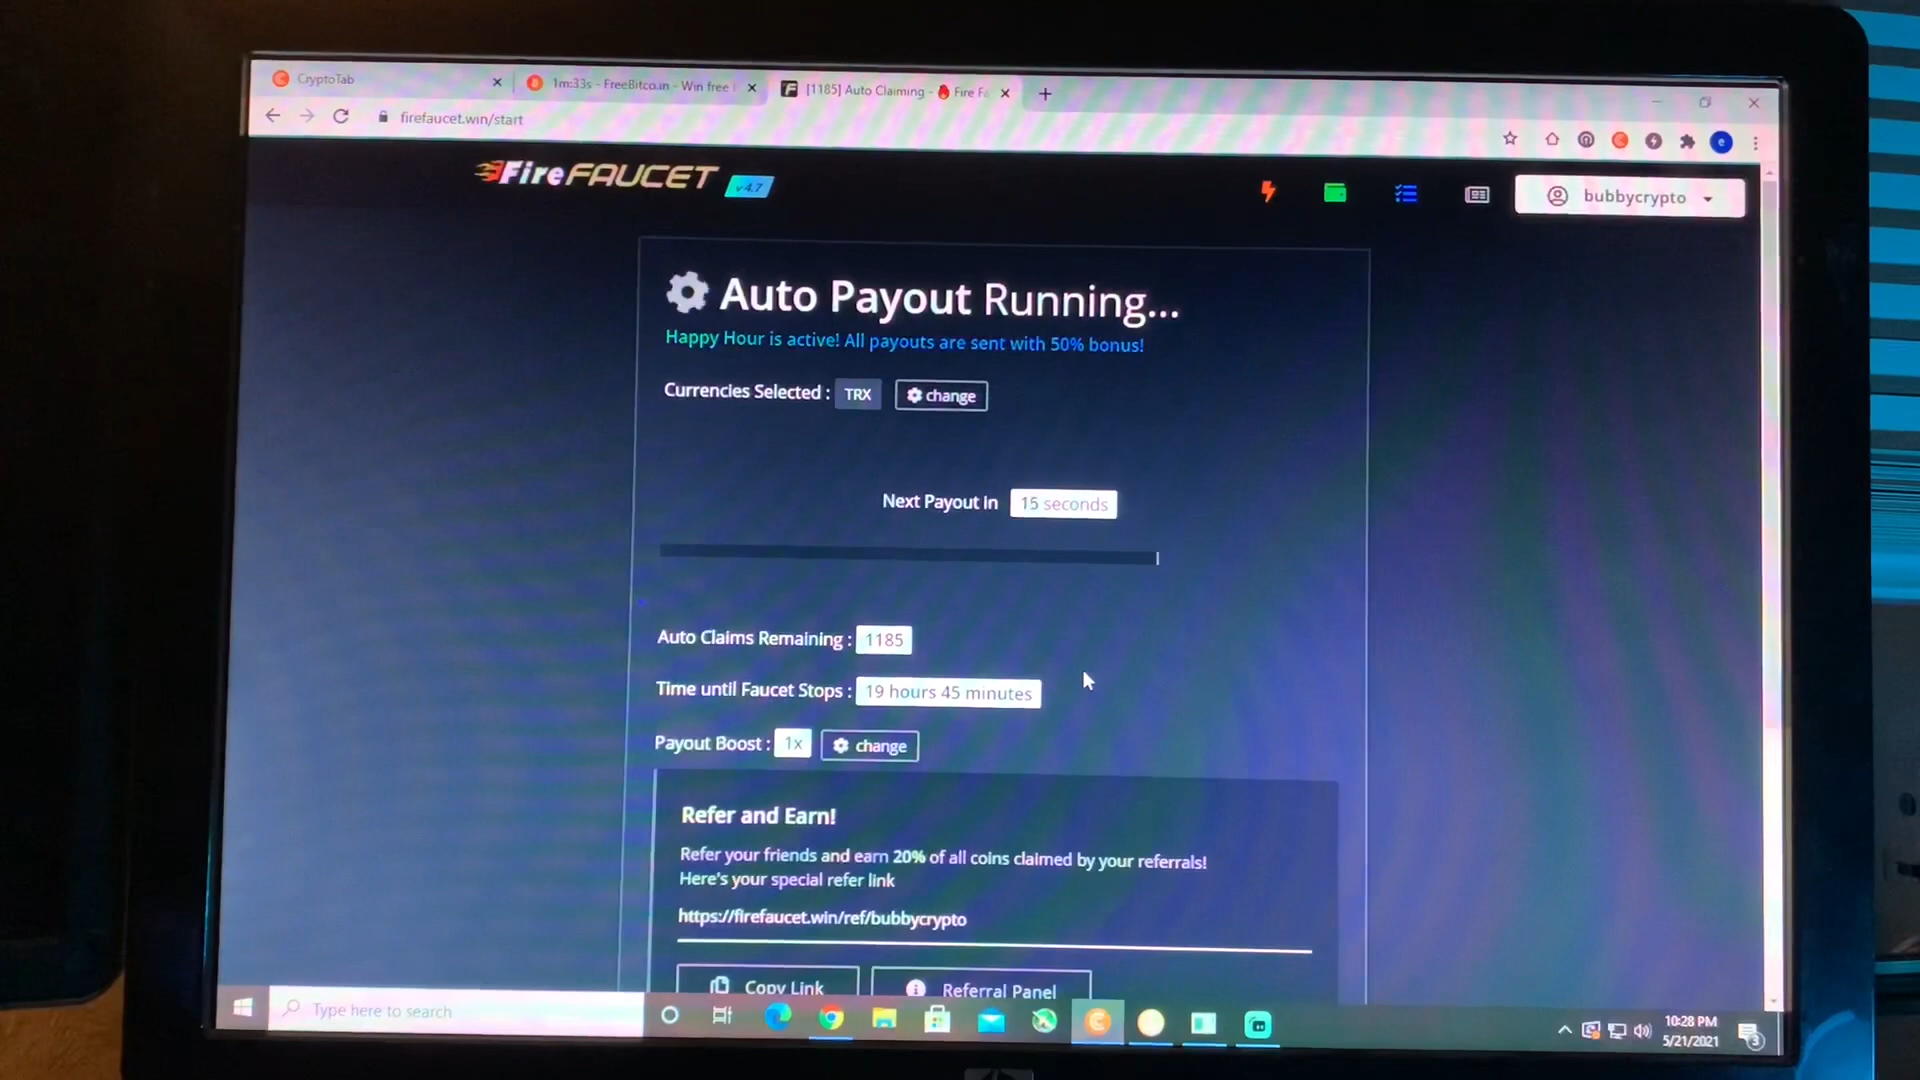 CryptoTab
1m:33s - FreeBitco.in - Win free
[1185] Auto Claiming - Fire Fa
firefaucet.win/start
FireFAUCET v4.7
bubbycrypto
Auto Payout Running...
Happy Hour is active! All payouts are sent with 50% bonus!
Currencies Selected : TRX change
Next Payout in 15 seconds
Auto Claims Remaining : 1185
Time until Faucet Stops : 19 hours 45 minutes
Payout Boost : 1x change
Refer and Earn!
Refer your friends and earn 20% of all coins claimed by your referrals!
Here's your special refer link
https://firefaucet.win/ref/bubbycrypto
Copy Link Referral Panel
Type here to search
10:28 PM
5/21/2021
3